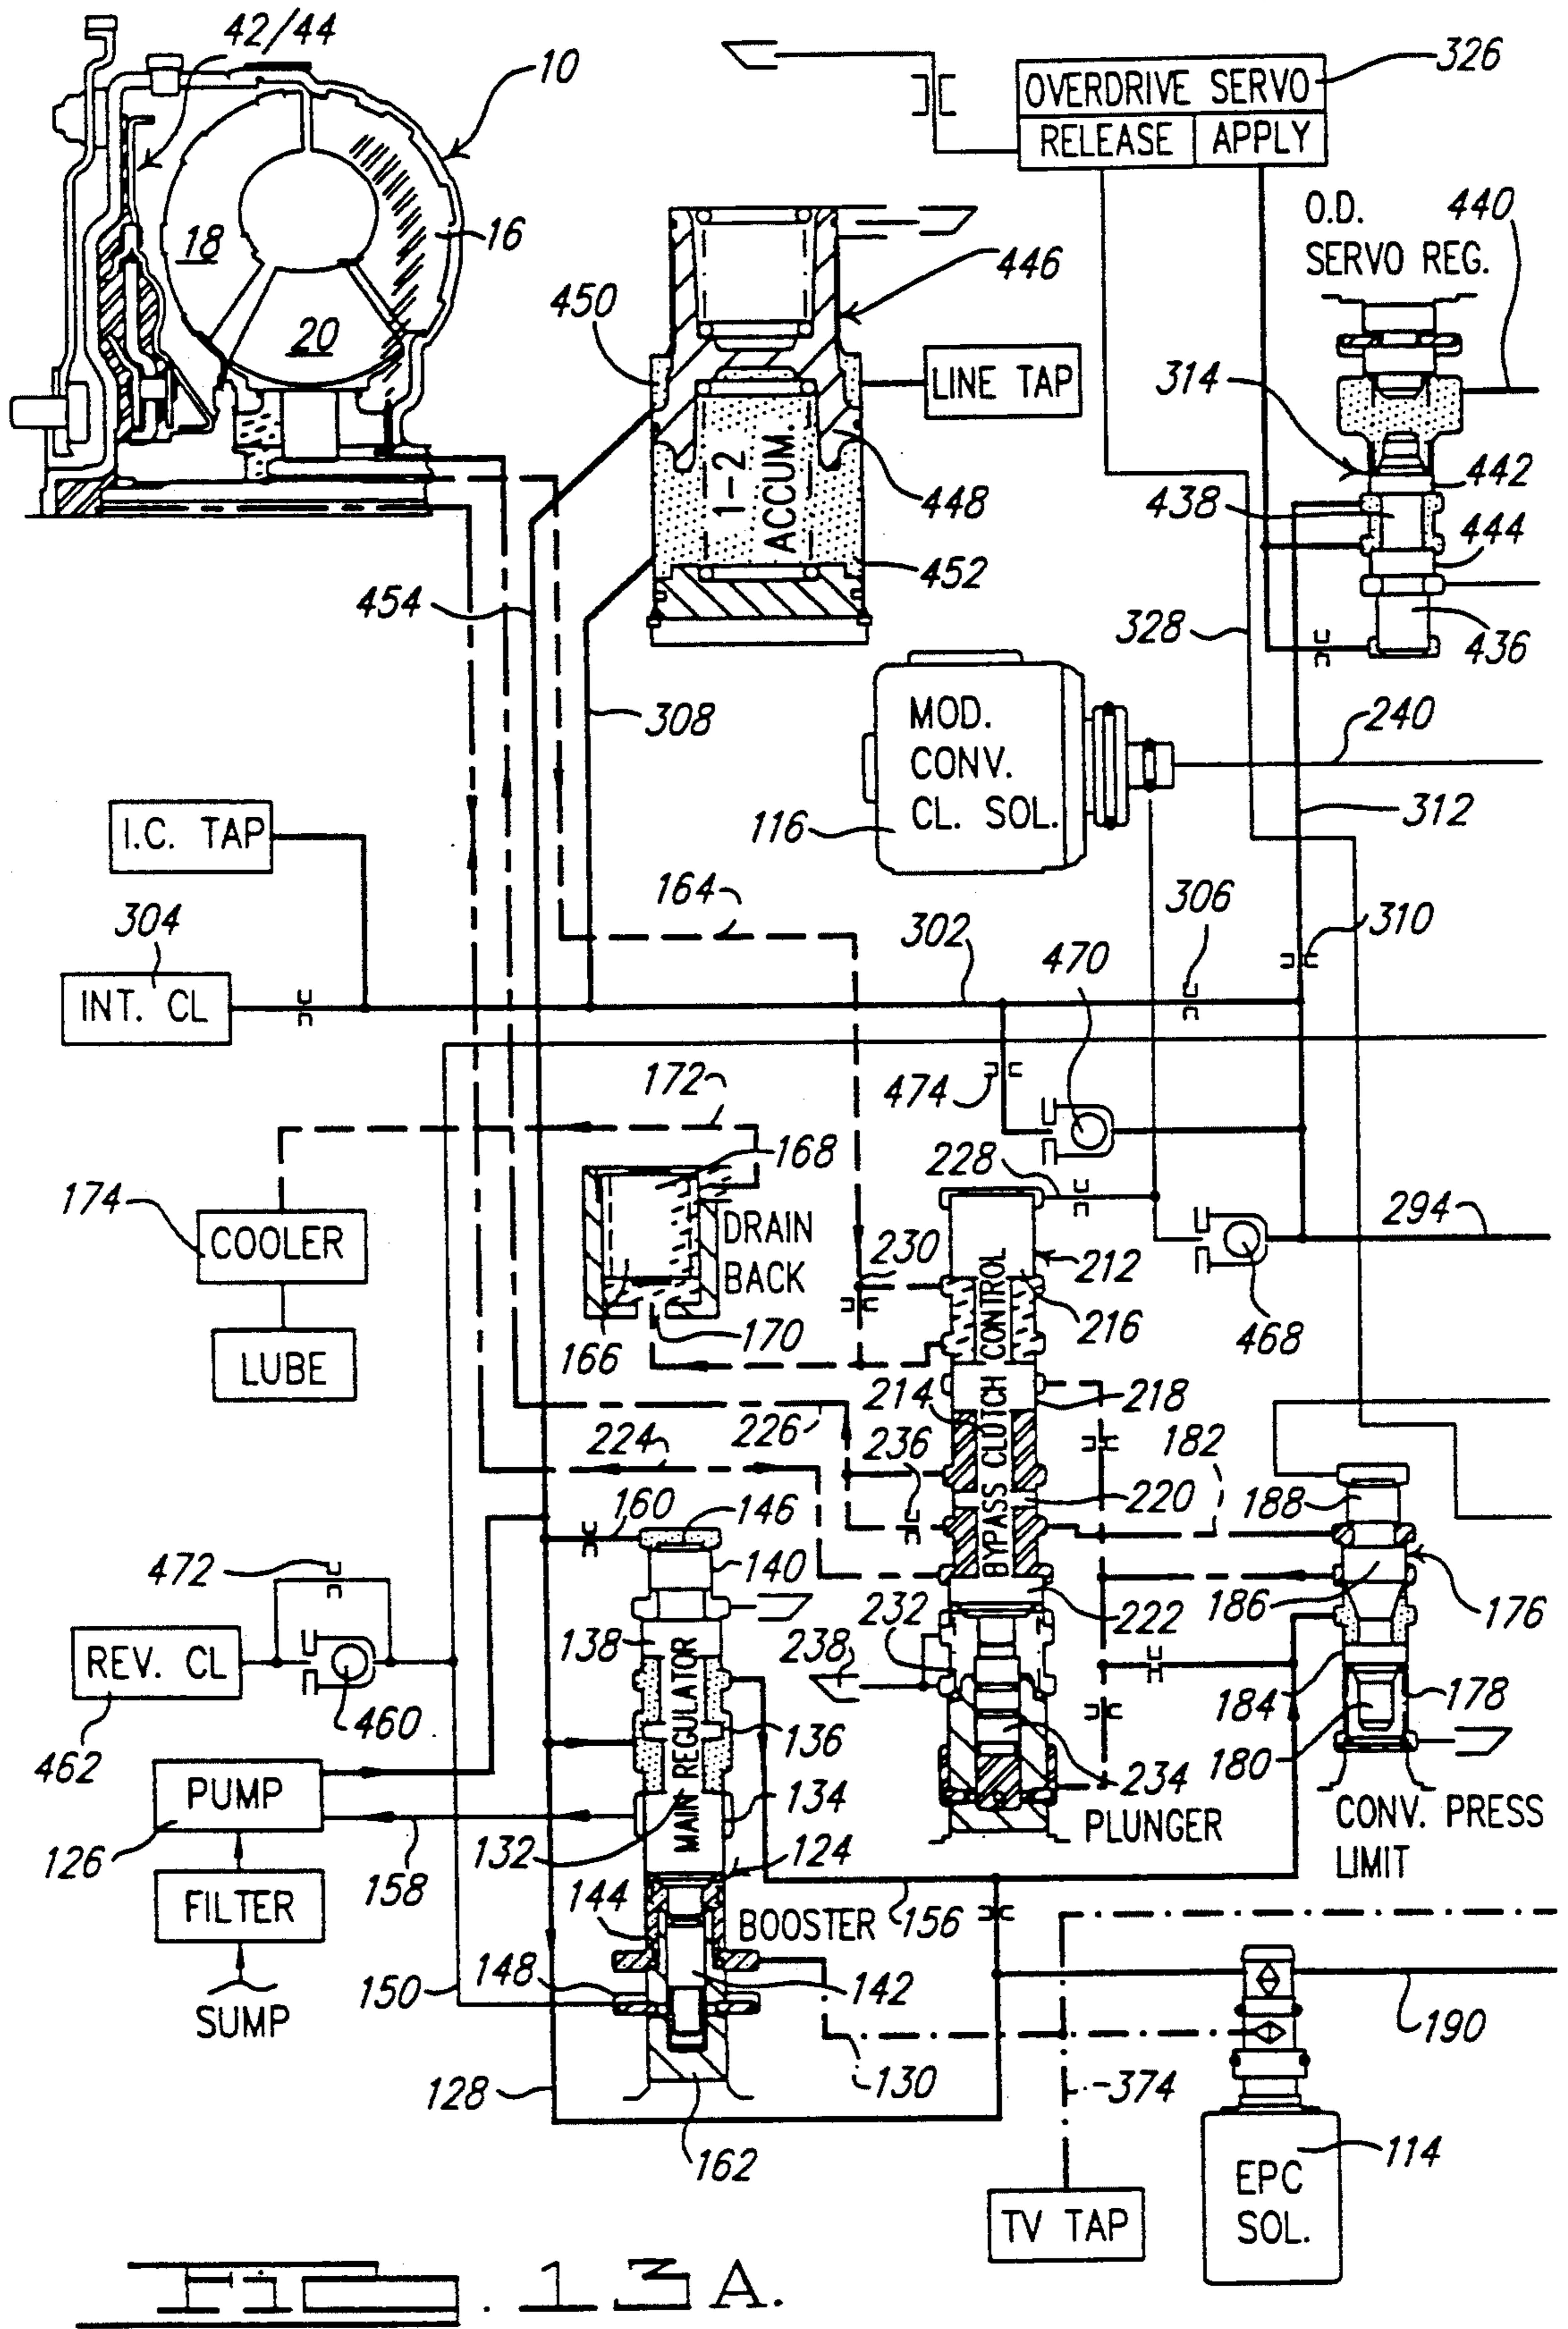 42/44
10
18
16
20
OVERDRIVE SERVO
RELEASE
APPLY
326
O.D.
SERVO REG.
440
450
446
LINE TAP
1-2
ACCUM.
448
452
314
442
438
444
436
454
328
308
MOD.
CONV.
CL. SOL.
116
240
312
I.C. TAP
304
INT. CL
164
302
306
310
470
474
172
168
228
294
174
COOLER
LUBE
DRAIN
BACK
166
170
230
212
216
468
BYPASS CLUTCH CONTROL
214
218
226
224
236
182
220
188
160
146
140
222
186
176
472
REV. CL
462
460
138
232
238
184
178
136
MAIN REGULATOR
234
180
PUMP
126
134
132
PLUNGER
CONV. PRESS
LIMIT
124
FILTER
158
144
BOOSTER
156
148
142
150
SUMP
190
130
128
374
162
114
EPC
SOL.
TV TAP
FIG. 13A.